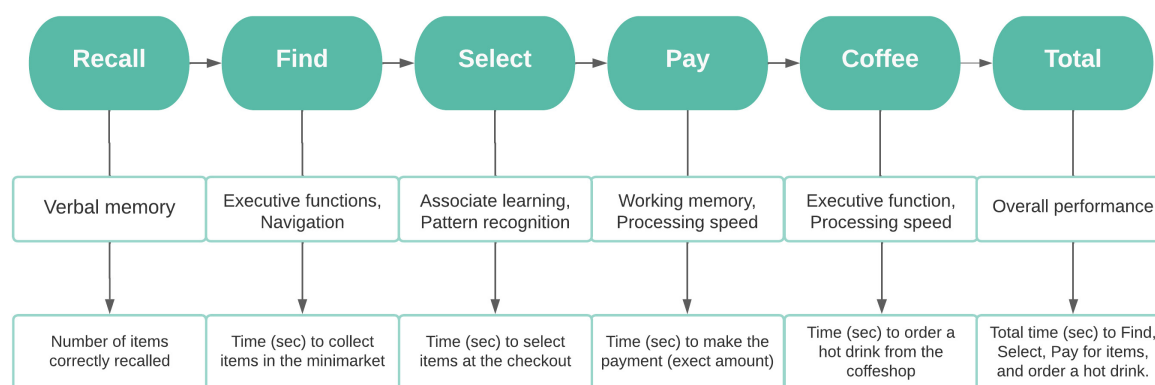 Recall
Find
Select
Pay
Coffee
Total
Verbal memory
Executive functions,
Navigation
Associate learning,
Pattern recognition
Working memory,
Processing speed
Executive function,
Processing speed
Overall performance
Number of items
correctly recalled
Time (sec) to collect
items in the minimarket
Time (sec) to select
items at the checkout
Time (sec) to make the
payment (exect amount)
Time (sec) to order a
hot drink from the
coffeshop
Total time (sec) to Find,
Select, Pay for items,
and order a hot drink.